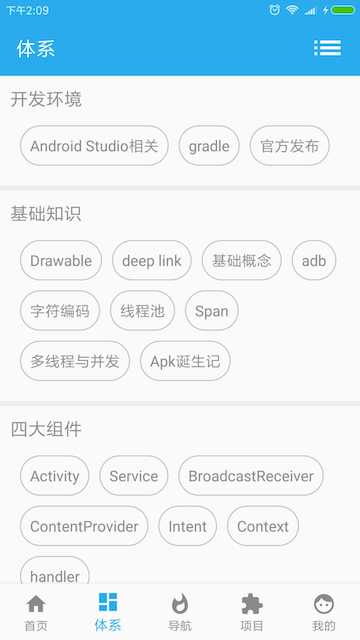 下午2:09
体系
开发环境
Android Studio相关 gradle 官方发布
基础知识
Drawable deep link 基础概念 adb
字符编码 线程池 Span
多线程与并发 Apk诞生记
四大组件
Activity Service BroadcastReceiver
ContentProvider Intent Context
handler
首页 体系 导航 项目 我的